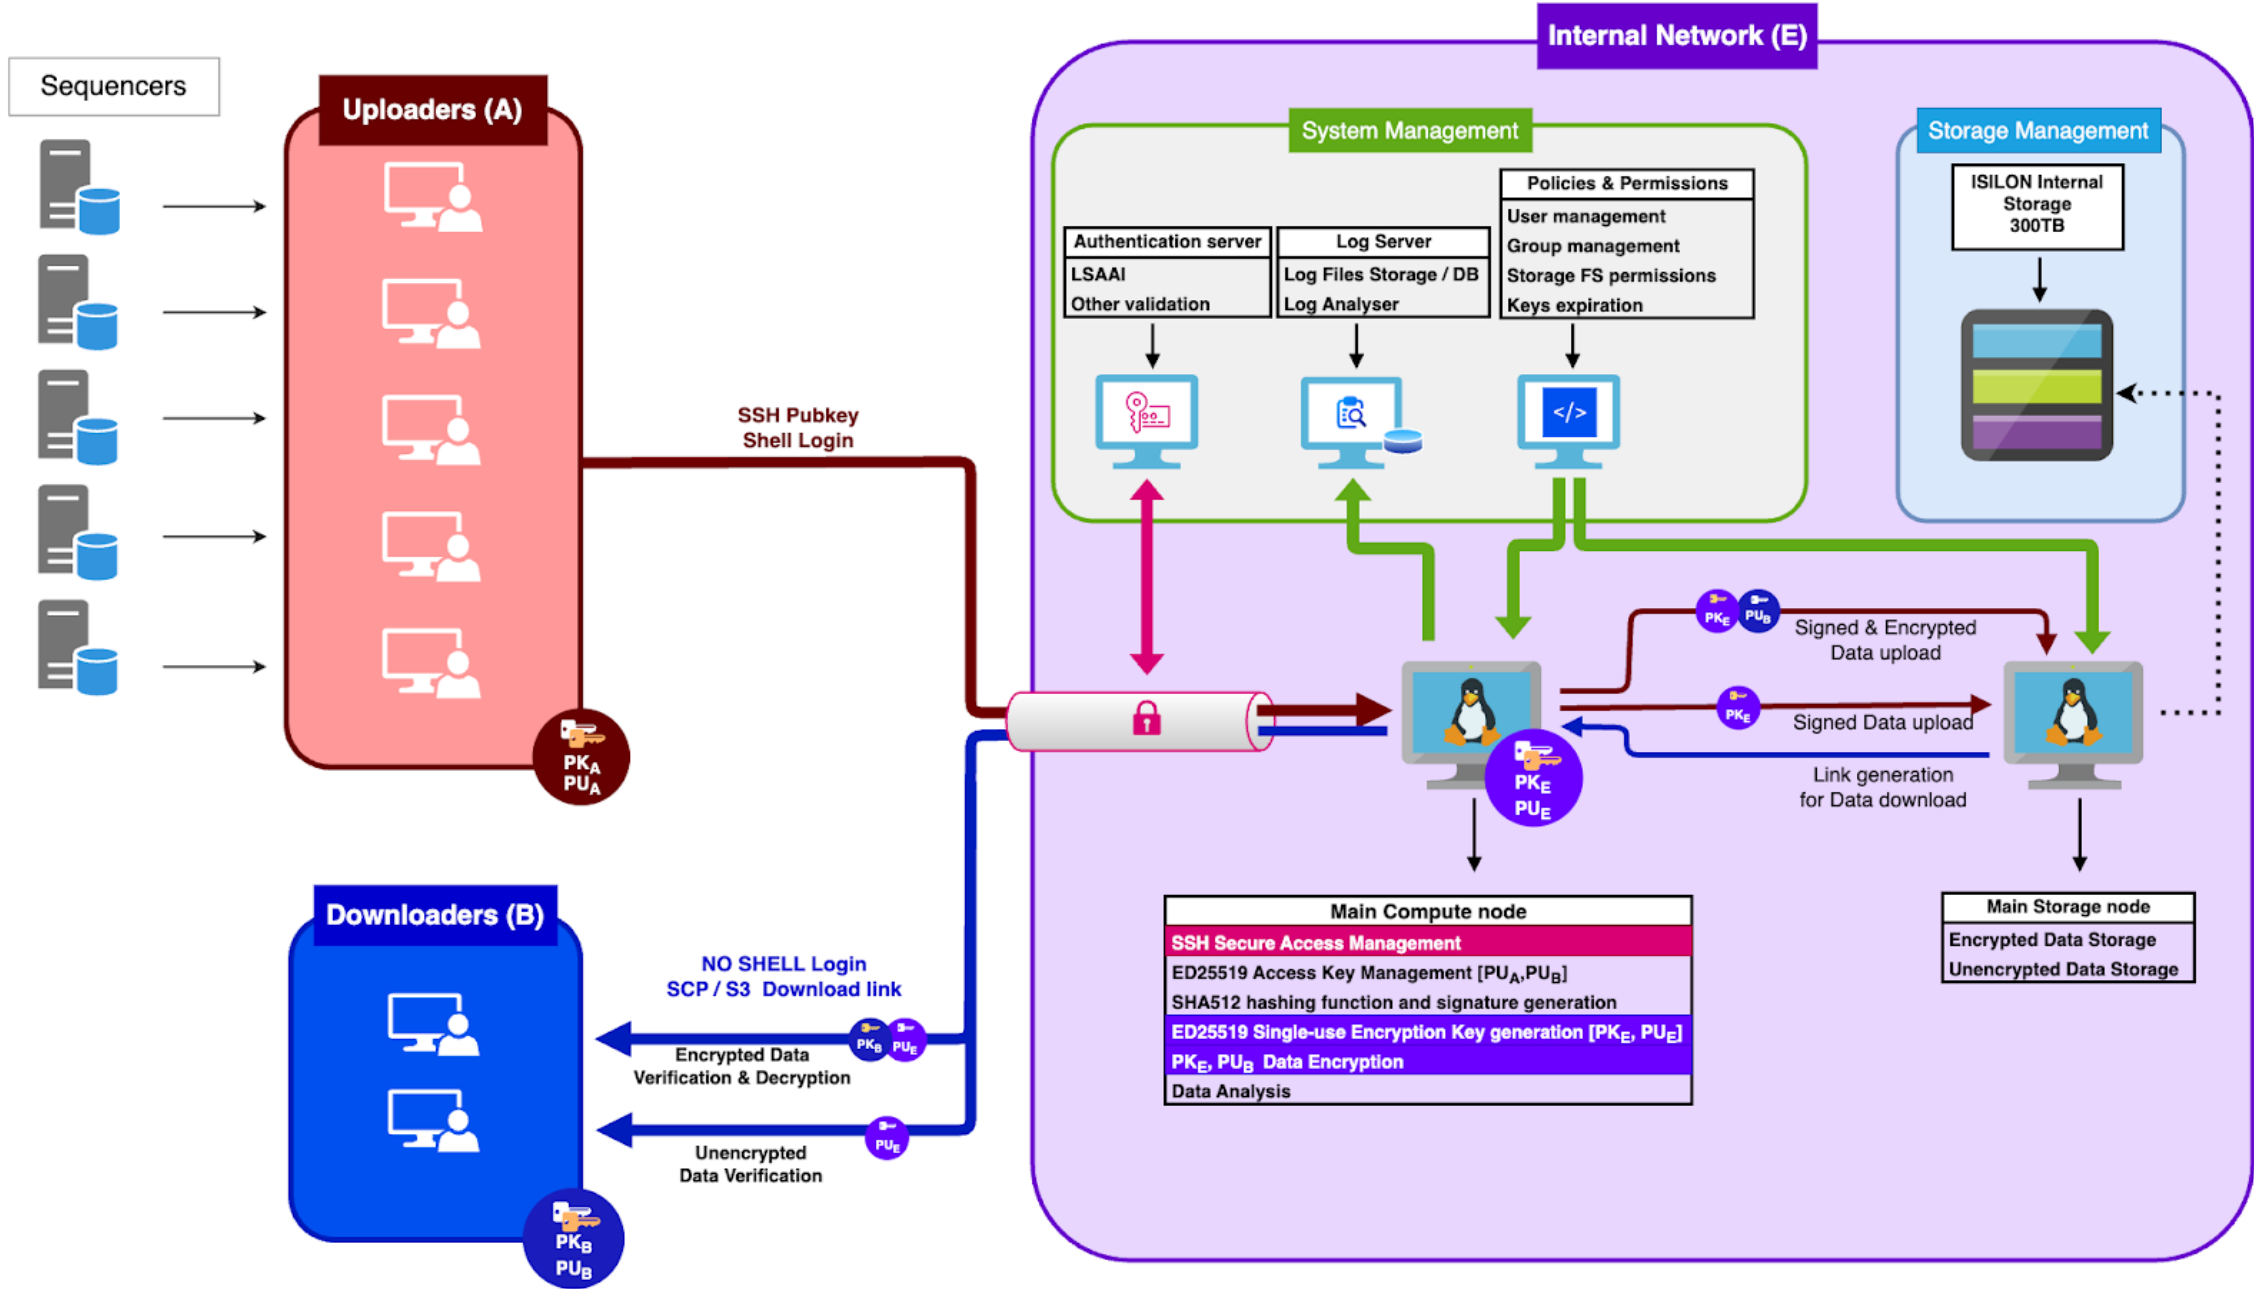 Sequencers
Uploaders (A)
PKA
PUA
SSH Pubkey
Shell Login
Downloaders (B)
PKB
PUB
NO SHELL Login
SCP / S3 Download link
PKB
PUE
Encrypted Data
Verification & Decryption
PUE
Unencrypted
Data Verification
Internal Network (E)
System Management
Authentication server
LSAAI
Other validation
Log Server
Log Files Storage / DB
Log Analyser
Policies & Permissions
User management
Group management
Storage FS permissions
Keys expiration
</>
Storage Management
ISILON Internal
Storage
300TB
PKE
PUE
PKE
PUB
Signed & Encrypted
Data upload
PKE
Signed Data upload
Link generation
for Data download
Main Compute node
SSH Secure Access Management
ED25519 Access Key Management [PUA,PUB]
SHA512 hashing function and signature generation
ED25519 Single-use Encryption Key generation [PKE, PUE]
PKE, PUB Data Encryption
Data Analysis
Main Storage node
Encrypted Data Storage
Unencrypted Data Storage